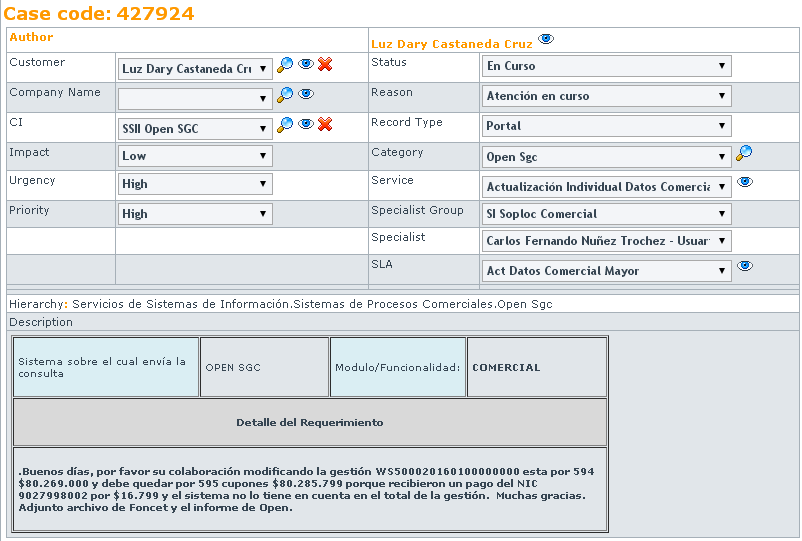 Case code: 427924
Author
Luz Dary Castaneda Cruz
Customer
Luz Dary Castaneda Cru
Status
En Curso
Company Name
Reason
Atención en curso
CI
SSII Open SGC
Record Type
Portal
Impact
Low
Category
Open Sgc
Urgency
High
Service
Actualización Individual Datos Comercia
Priority
High
Specialist Group
SI Soploc Comercial
Specialist
Carlos Fernando Nuñez Trochez - Usuar
SLA
Act Datos Comercial Mayor
Hierarchy: Servicios de Sistemas de Información.Sistemas de Procesos Comerciales.Open Sgc
Description
Sistema sobre el cual envía la
consulta
OPEN SGC
Modulo/Funcionalidad:
COMERCIAL
Detalle del Requerimiento
.Buenos días, por favor su colaboración modificando la gestión WS500020160100000000 esta por 594
$80.269.000 y debe quedar por 595 cupones $80.285.799 porque recibieron un pago del NIC
9027998002 por $16.799 y el sistema no lo tiene en cuenta en el total de la gestión. Muchas gracias.
Adjunto archivo de Foncet y el informe de Open.